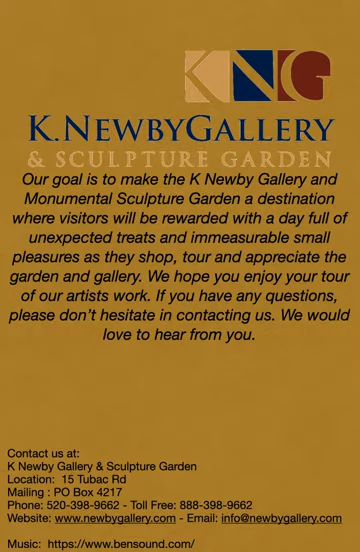 KNG
K.NEWBYGALLERY
& SCULPTURE GARDEN
Our goal is to make the K Newby Gallery and
Monumental Sculpture Garden a destination
where visitors will be rewarded with a day full of
unexpected treats and immeasurable small
pleasures as they shop, tour and appreciate the
garden and gallery. We hope you enjoy your tour
of our artists work. If you have any questions,
please don't hesitate in contacting us. We would
love to hear from you.
Contact us at:
K Newby Gallery & Sculpture Garden
Location:  15 Tubac Rd
Mailing : PO Box 4217
Phone: 520-398-9662 - Toll Free: 888-398-9662
Website: www.newbygallery.com - Email: info@newbygallery.com
Music:  https://www.bensound.com/